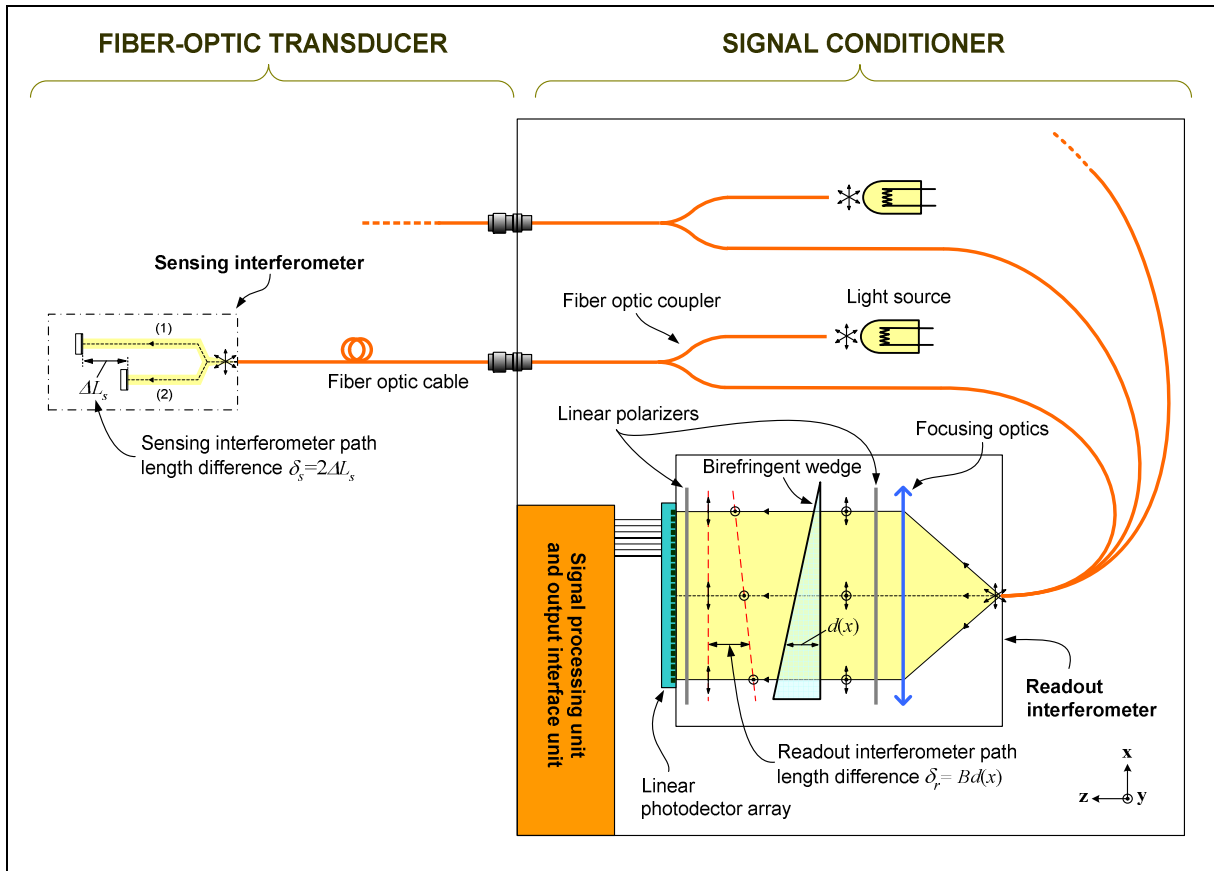 FIBER-OPTIC TRANSDUCER
SIGNAL CONDITIONER
Sensing interferometer
(1)
(2)
ΔLs
Fiber optic cable
Sensing interferometer path
length difference δs=2ΔLs
Fiber optic coupler
Light source
Linear polarizers
Focusing optics
Birefringent wedge
d(x)
Signal processing unit
and output interface unit
Readout
interferometer
Readout interferometer path
length difference δr= Bd(x)
Linear
photodector array
x
z
y